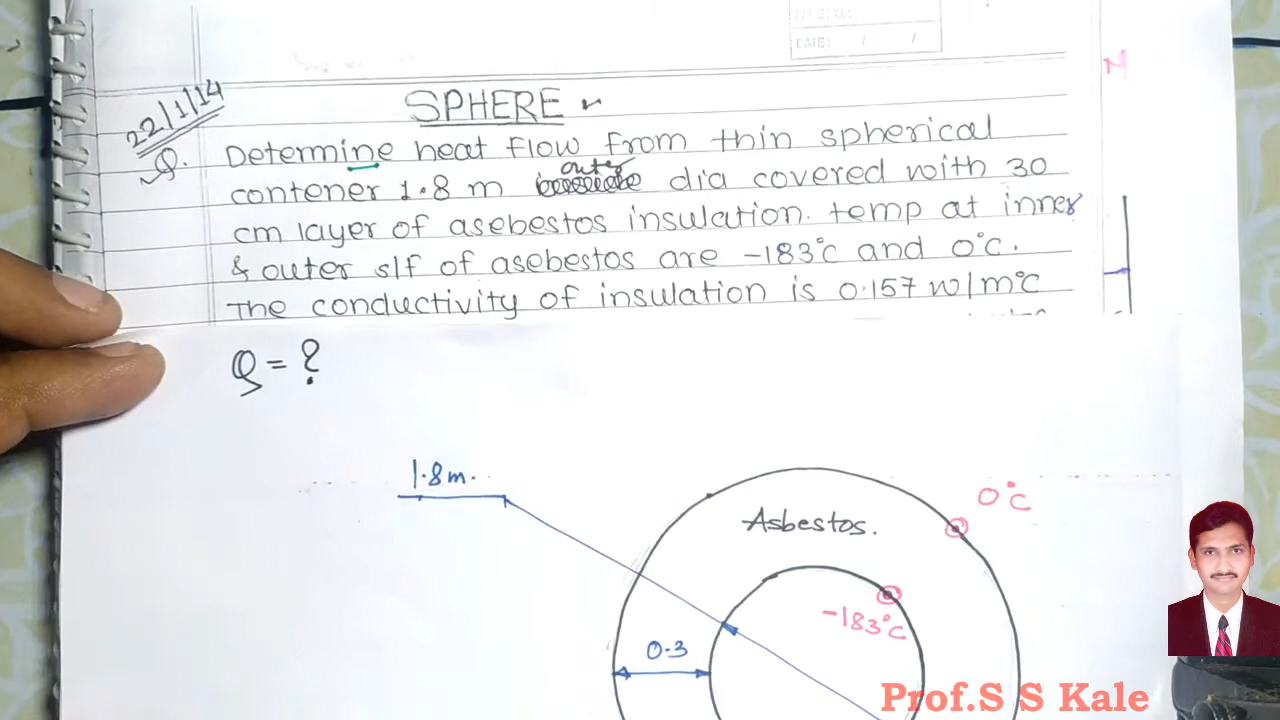 DATE: / /
22/1/14
SPHERE
Q. Determine heat flow from thin spherical
outer
contener 1.8 m dia covered with 30
cm layer of asebestos insulation. temp at inner
& outer s/f of asebestos are -183°C and 0°C.
The conductivity of insulation is 0.157 w/m°C
Q = ?
1.8m.
0°C
Asbestos.
-183°C
0.3
Prof.S S Kale